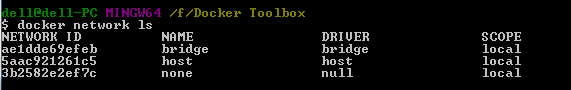 dell@dell-PC MINGW64 /f/Docker Toolbox
$ docker network ls
NETWORK ID NAME DRIVER SCOPE
ae1dde69efeb bridge bridge local
5aac921261c5 host host local
3b2582e2ef7c none null local